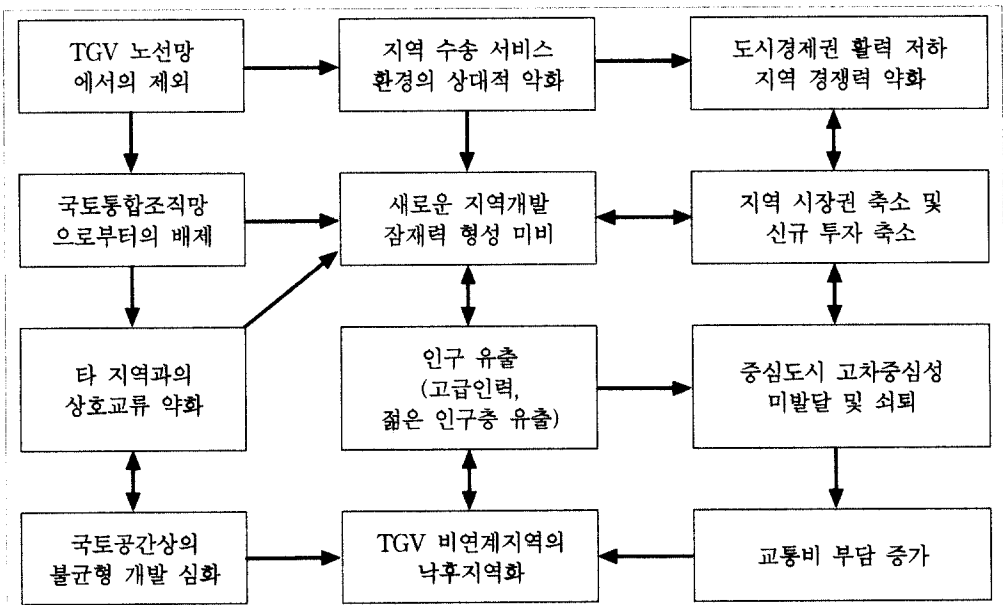 TGV 노선망
에서의 제외
지역 수송 서비스
환경의 상대적 악화
도시경제권 활력 저하
지역 경쟁력 약화
국토통합조직망
으로부터의 배제
새로운 지역개발
잠재력 형성 미비
지역 시장권 축소 및
신규 투자 축소
타 지역과의
상호교류 약화
인구 유출
(고급인력,
젊은 인구층 유출)
중심도시 고차중심성
미발달 및 쇠퇴
국토공간상의
불균형 개발 심화
TGV 비연계지역의
낙후지역화
교통비 부담 증가